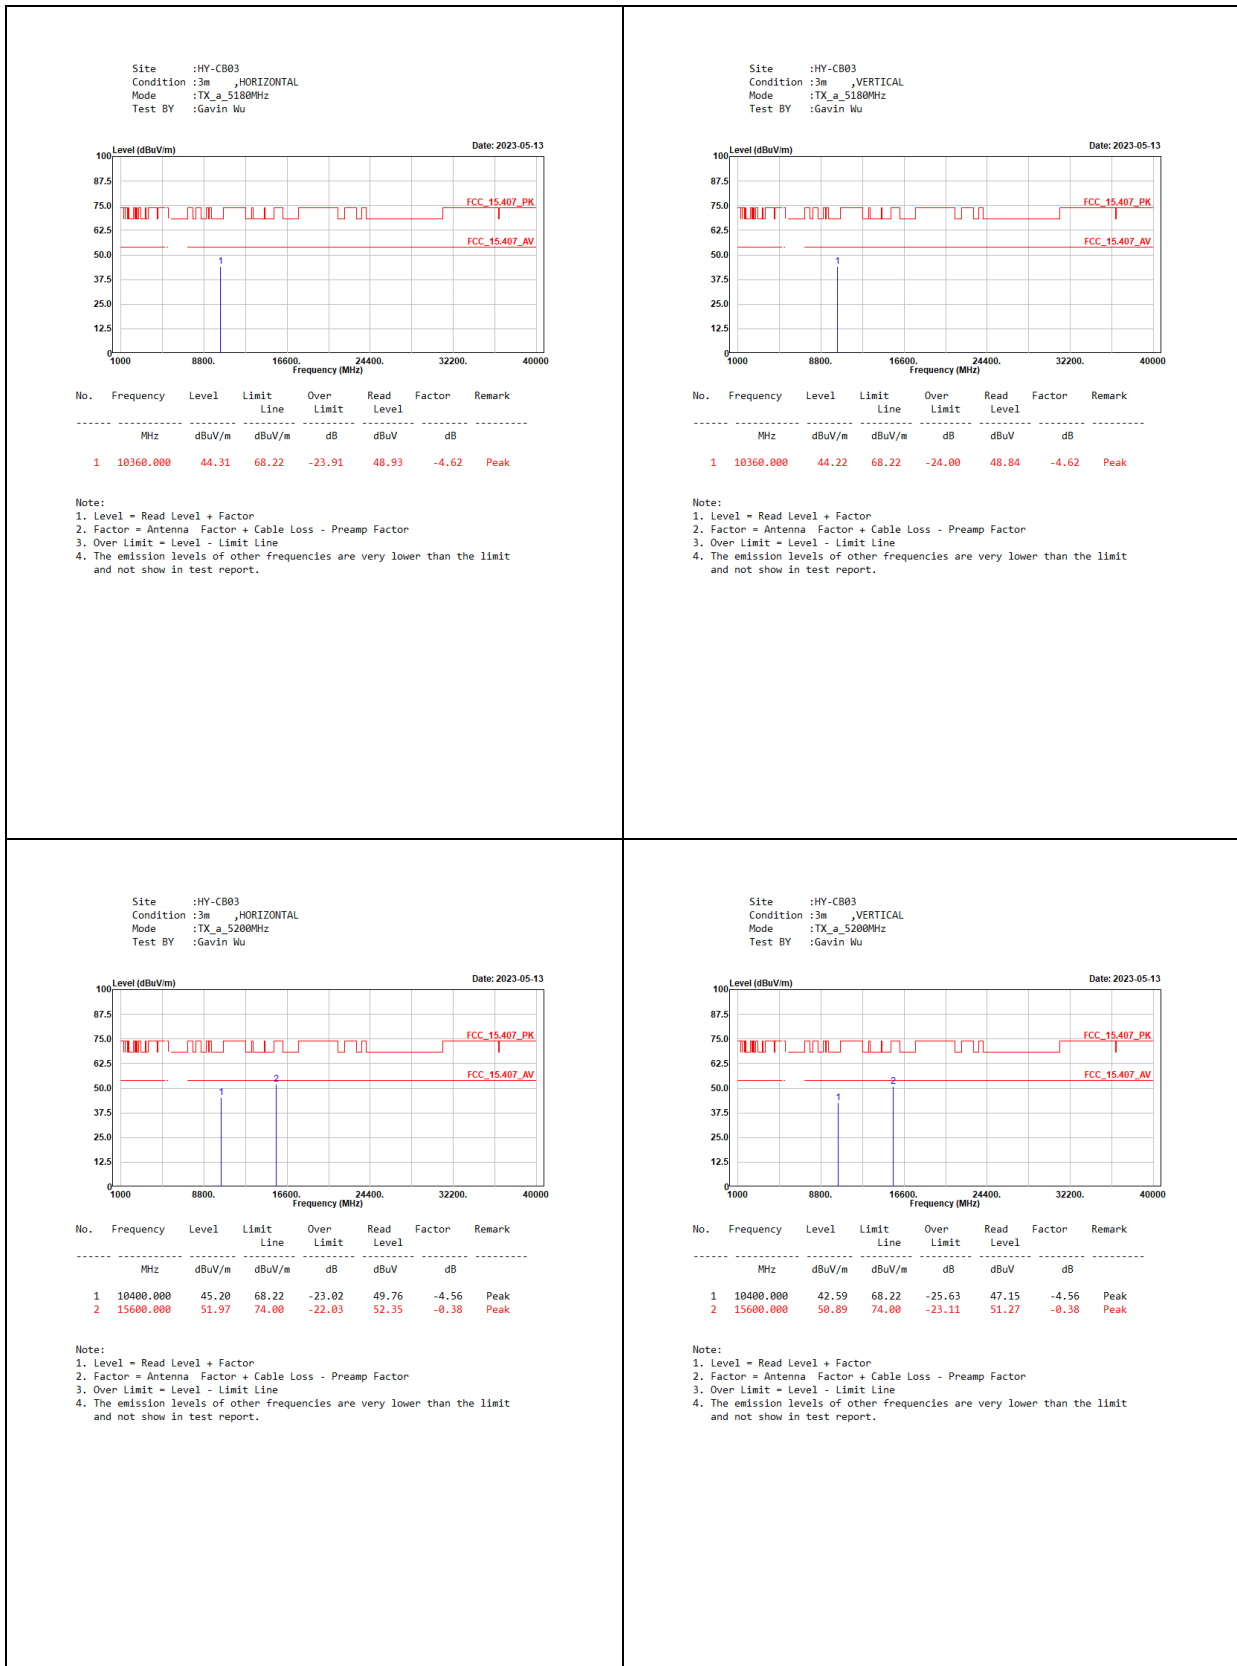 Site      :HY-CB03
Condition :3m    ,HORIZONTAL
Mode      :TX_a_5180MHz
Test BY   :Gavin Wu
Level (dBuV/m)
Date: 2023-05-13
100
87.5
75.0
FCC_15.407_PK
62.5
FCC_15.407_AV
50.0
1
37.5
25.0
12.5
0
1000 8800. 16600. 24400. 32200. 40000
Frequency (MHz)
No. Frequency Level Limit Over Read Factor Remark
Line Limit Level
------ ----------- -------- --------- --------- --------- -------- ---------
MHz dBuV/m dBuV/m dB dBuV dB
1 10360.000 44.31 68.22 -23.91 48.93 -4.62 Peak
Note:
1. Level = Read Level + Factor
2. Factor = Antenna  Factor + Cable Loss - Preamp Factor
3. Over Limit = Level - Limit Line
4. The emission levels of other frequencies are very lower than the limit
and not show in test report.
Site      :HY-CB03
Condition :3m    ,VERTICAL
Mode      :TX_a_5180MHz
Test BY   :Gavin Wu
Level (dBuV/m)
Date: 2023-05-13
100
87.5
75.0
FCC_15.407_PK
62.5
FCC_15.407_AV
50.0
1
37.5
25.0
12.5
0
1000 8800. 16600. 24400. 32200. 40000
Frequency (MHz)
No. Frequency Level Limit Over Read Factor Remark
Line Limit Level
------ ----------- -------- --------- --------- --------- -------- ---------
MHz dBuV/m dBuV/m dB dBuV dB
1 10360.000 44.22 68.22 -24.00 48.84 -4.62 Peak
Note:
1. Level = Read Level + Factor
2. Factor = Antenna  Factor + Cable Loss - Preamp Factor
3. Over Limit = Level - Limit Line
4. The emission levels of other frequencies are very lower than the limit
and not show in test report.
Site      :HY-CB03
Condition :3m    ,HORIZONTAL
Mode      :TX_a_5200MHz
Test BY   :Gavin Wu
Level (dBuV/m)
Date: 2023-05-13
100
87.5
75.0
FCC_15.407_PK
62.5
FCC_15.407_AV
2
50.0
1
37.5
25.0
12.5
0
1000 8800. 16600. 24400. 32200. 40000
Frequency (MHz)
No. Frequency Level Limit Over Read Factor Remark
Line Limit Level
------ ----------- -------- --------- --------- --------- -------- ---------
MHz dBuV/m dBuV/m dB dBuV dB
1 10400.000 45.20 68.22 -23.02 49.76 -4.56 Peak
2 15600.000 51.97 74.00 -22.03 52.35 -0.38 Peak
Note:
1. Level = Read Level + Factor
2. Factor = Antenna  Factor + Cable Loss - Preamp Factor
3. Over Limit = Level - Limit Line
4. The emission levels of other frequencies are very lower than the limit
and not show in test report.
Site      :HY-CB03
Condition :3m    ,VERTICAL
Mode      :TX_a_5200MHz
Test BY   :Gavin Wu
Level (dBuV/m)
Date: 2023-05-13
100
87.5
75.0
FCC_15.407_PK
62.5
FCC_15.407_AV
2
50.0
1
37.5
25.0
12.5
0
1000 8800. 16600. 24400. 32200. 40000
Frequency (MHz)
No. Frequency Level Limit Over Read Factor Remark
Line Limit Level
------ ----------- -------- --------- --------- --------- -------- ---------
MHz dBuV/m dBuV/m dB dBuV dB
1 10400.000 42.59 68.22 -25.63 47.15 -4.56 Peak
2 15600.000 50.89 74.00 -23.11 51.27 -0.38 Peak
Note:
1. Level = Read Level + Factor
2. Factor = Antenna  Factor + Cable Loss - Preamp Factor
3. Over Limit = Level - Limit Line
4. The emission levels of other frequencies are very lower than the limit
and not show in test report.